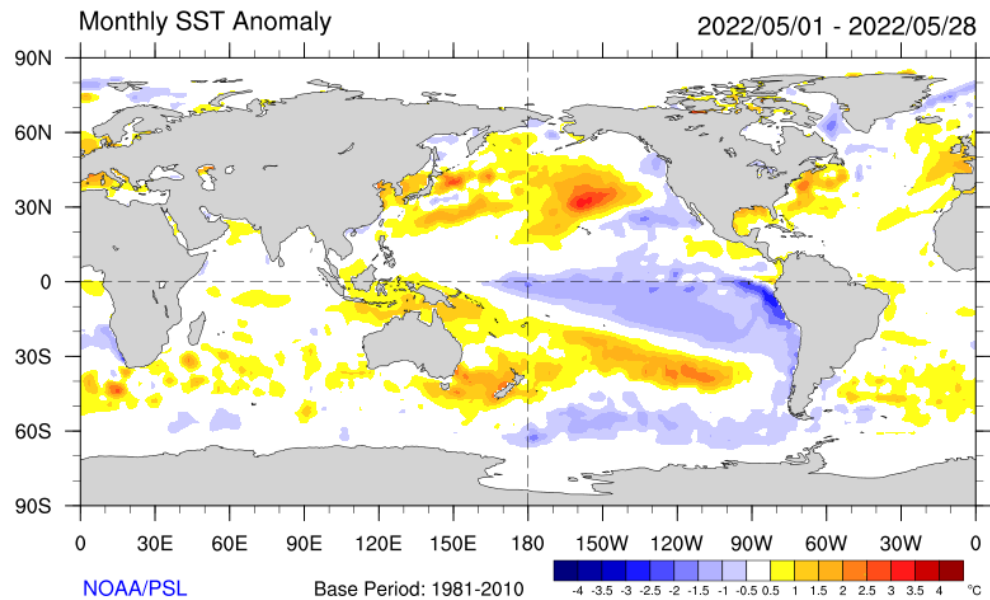 Monthly SST Anomaly 2022/05/01 - 2022/05/28
90N
60N
30N
0
30S
60S
90S
0 30E 60E 90E 120E 150E 180 150W 120W 90W 60W 30W 0
NOAA/PSL Base Period: 1981-2010
-4 -3.5 -3 -2.5 -2 -1.5 -1 -0.5 0.5 1 1.5 2 2.5 3 3.5 4 °C